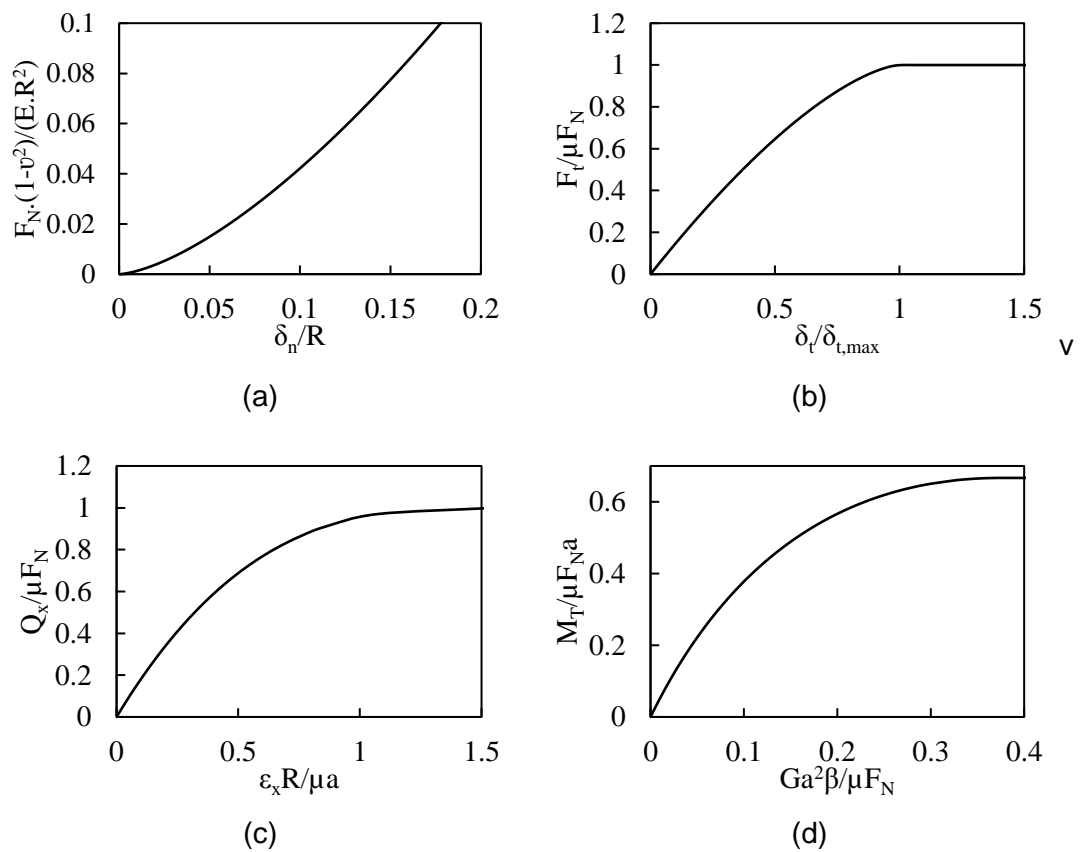 0.1
0.08
0.06
0.04
0.02
0
F_N.(1-υ²)/(E.R²)
0 0.05 0.1 0.15 0.2
δ_n/R
(a)
1.2
1
0.8
0.6
0.4
0.2
0
F_t/µF_N
0 0.5 1 1.5
δ_t/δ_t,max
v
(b)
1.2
1
0.8
0.6
0.4
0.2
0
Q_x/µF_N
0 0.5 1 1.5
ε_xR/µa
(c)
0.6
0.4
0.2
0
M_T/µF_Na
0 0.1 0.2 0.3 0.4
Ga²β/µF_N
(d)